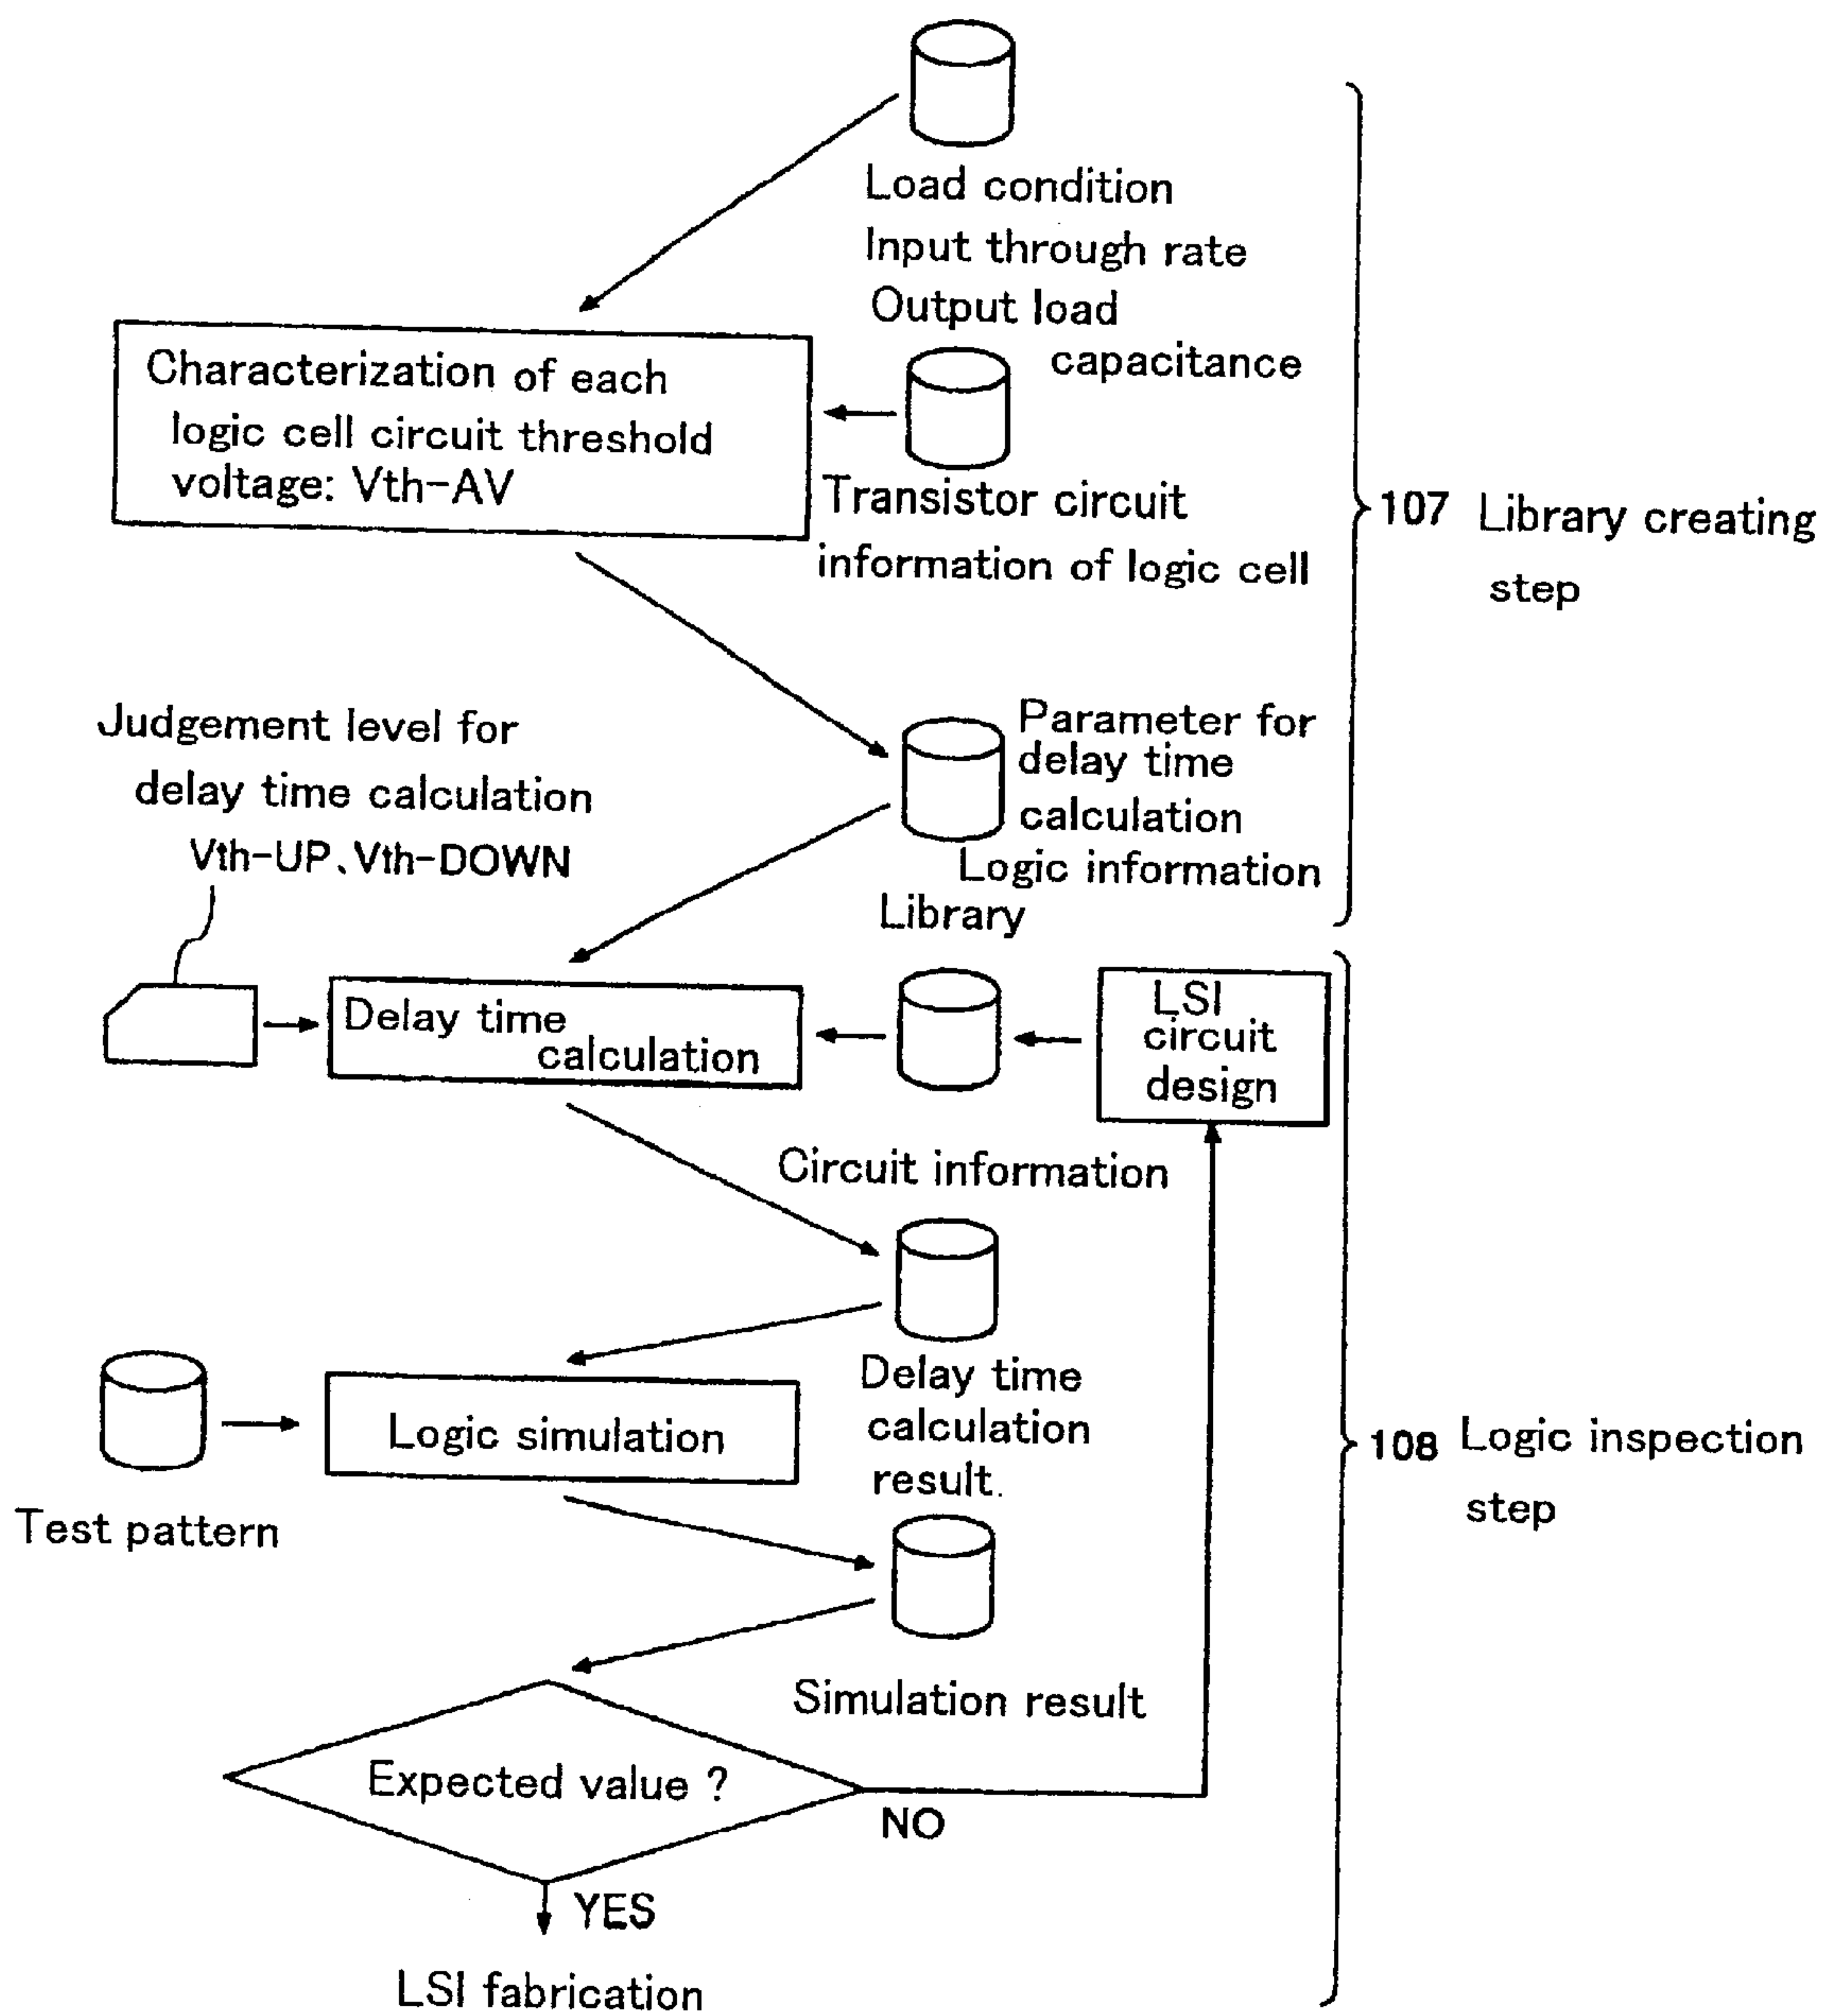 Load condition
Input through rate
Output load
capacitance
Characterization of each
logic cell circuit threshold
voltage: Vth-AV
Transistor circuit
information of logic cell
107 Library creating
step
Judgement level for
delay time calculation
Vth-UP、Vth-DOWN
Parameter for
delay time
calculation
Logic information
Library
Delay time
calculation
LSI
circuit
design
Circuit information
Delay time
calculation
result.
Logic simulation
Test pattern
108 Logic inspection
step
Simulation result
Expected value ?
NO
YES
LSI fabrication